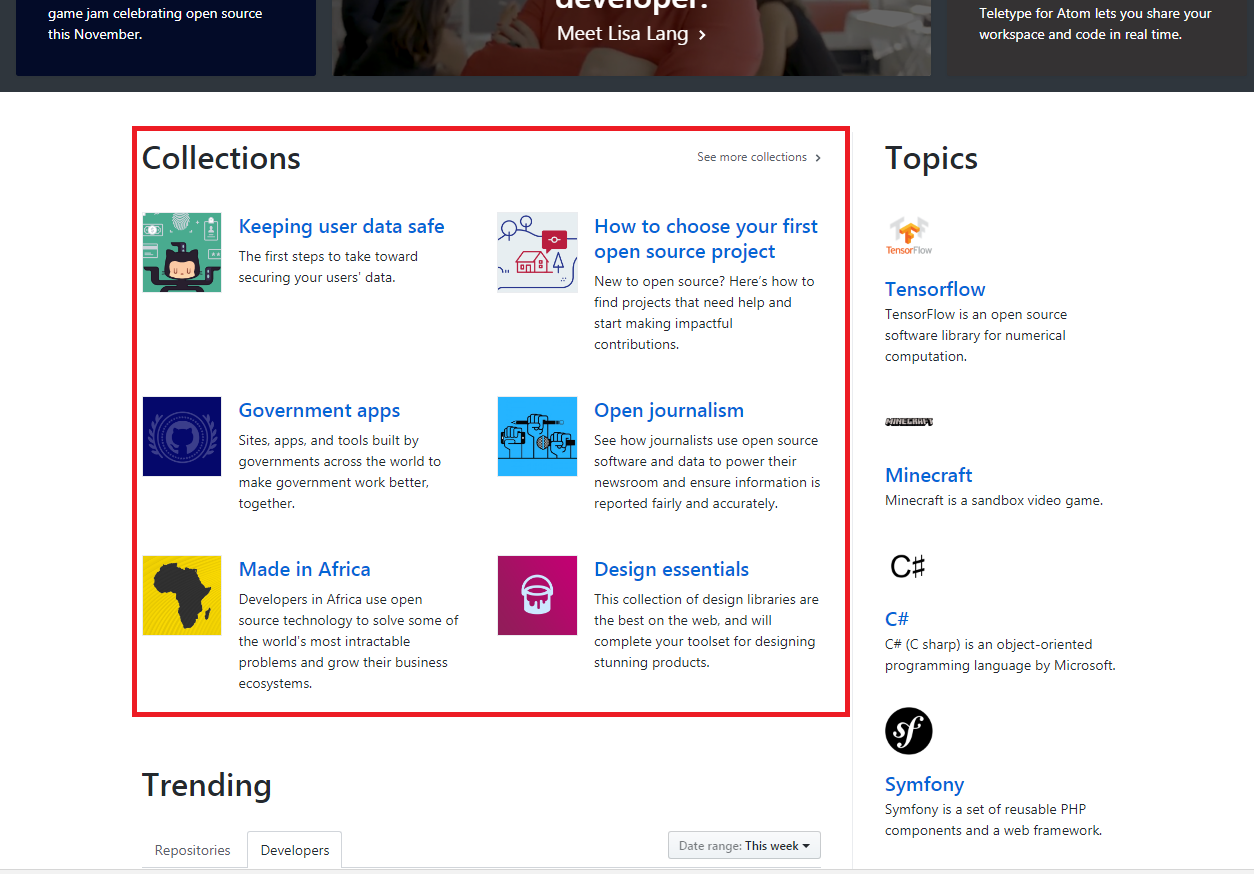 game jam celebrating open source
this November.
developer.
Meet Lisa Lang
Teletype for Atom lets you share your
workspace and code in real time.
Collections
See more collections
Keeping user data safe
The first steps to take toward
securing your users' data.
How to choose your first
open source project
New to open source? Here’s how to
find projects that need help and
start making impactful
contributions.
Government apps
Sites, apps, and tools built by
governments across the world to
make government work better,
together.
Open journalism
See how journalists use open source
software and data to power their
newsroom and ensure information is
reported fairly and accurately.
Made in Africa
Developers in Africa use open
source technology to solve some of
the world's most intractable
problems and grow their business
ecosystems.
Design essentials
This collection of design libraries are
the best on the web, and will
complete your toolset for designing
stunning products.
Trending
Repositories
Developers
Date range: This week
Topics
TensorFlow
Tensorflow
TensorFlow is an open source
software library for numerical
computation.
MINECRAFT
Minecraft
Minecraft is a sandbox video game.
C♯
C#
C# (C sharp) is an object-oriented
programming language by Microsoft.
sf
Symfony
Symfony is a set of reusable PHP
components and a web framework.